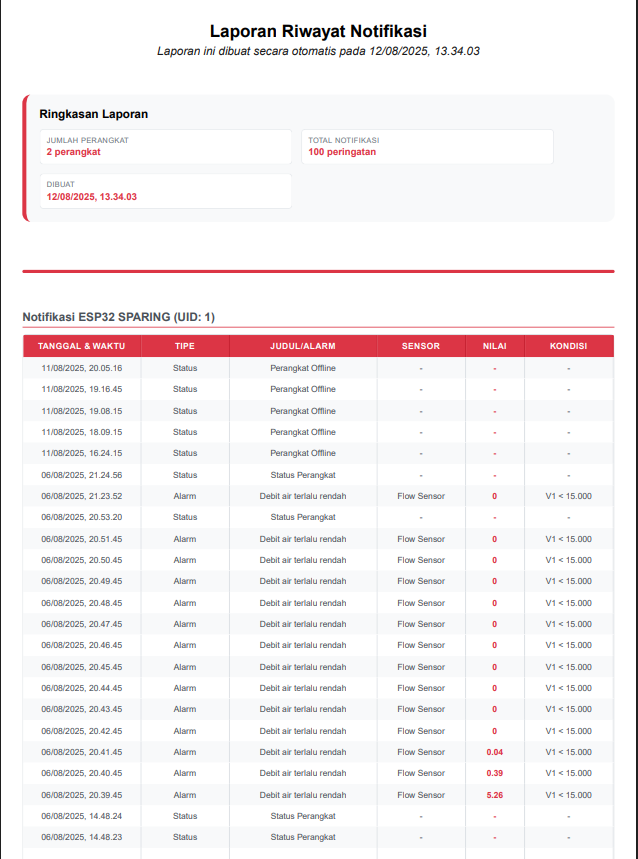 Laporan Riwayat Notifikasi
Laporan ini dibuat secara otomatis pada 12/08/2025, 13.34.03
Ringkasan Laporan
JUMLAH PERANGKAT
2 perangkat
TOTAL NOTIFIKASI
100 peringatan
DIBUAT
12/08/2025, 13.34.03
Notifikasi ESP32 SPARING (UID: 1)
TANGGAL & WAKTU TIPE JUDUL/ALARM SENSOR NILAI KONDISI
11/08/2025, 20.05.16 Status Perangkat Offline - - -
11/08/2025, 19.16.45 Status Perangkat Offline - - -
11/08/2025, 19.08.15 Status Perangkat Offline - - -
11/08/2025, 18.09.15 Status Perangkat Offline - - -
11/08/2025, 16.24.15 Status Perangkat Offline - - -
06/08/2025, 21.24.56 Status Status Perangkat - - -
06/08/2025, 21.23.52 Alarm Debit air terlalu rendah Flow Sensor 0 V1 < 15.000
06/08/2025, 20.53.20 Status Status Perangkat - - -
06/08/2025, 20.51.45 Alarm Debit air terlalu rendah Flow Sensor 0 V1 < 15.000
06/08/2025, 20.50.45 Alarm Debit air terlalu rendah Flow Sensor 0 V1 < 15.000
06/08/2025, 20.49.45 Alarm Debit air terlalu rendah Flow Sensor 0 V1 < 15.000
06/08/2025, 20.48.45 Alarm Debit air terlalu rendah Flow Sensor 0 V1 < 15.000
06/08/2025, 20.47.45 Alarm Debit air terlalu rendah Flow Sensor 0 V1 < 15.000
06/08/2025, 20.46.45 Alarm Debit air terlalu rendah Flow Sensor 0 V1 < 15.000
06/08/2025, 20.45.45 Alarm Debit air terlalu rendah Flow Sensor 0 V1 < 15.000
06/08/2025, 20.44.45 Alarm Debit air terlalu rendah Flow Sensor 0 V1 < 15.000
06/08/2025, 20.43.45 Alarm Debit air terlalu rendah Flow Sensor 0 V1 < 15.000
06/08/2025, 20.42.45 Alarm Debit air terlalu rendah Flow Sensor 0 V1 < 15.000
06/08/2025, 20.41.45 Alarm Debit air terlalu rendah Flow Sensor 0.04 V1 < 15.000
06/08/2025, 20.40.45 Alarm Debit air terlalu rendah Flow Sensor 0.39 V1 < 15.000
06/08/2025, 20.39.45 Alarm Debit air terlalu rendah Flow Sensor 5.26 V1 < 15.000
06/08/2025, 14.48.24 Status Status Perangkat - - -
06/08/2025, 14.48.23 Status Status Perangkat - - -